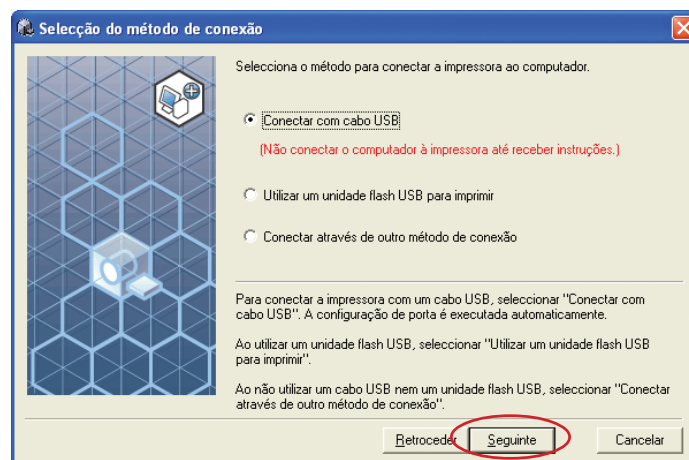 Selecção do método de conexão
Selecciona o método para conectar a impressora ao computador.
Conectar com cabo USB
(Não conectar o computador à impressora até receber instruções.)
Utilizar um unidade flash USB para imprimir
Conectar através de outro método de conexão
Para conectar a impressora com um cabo USB, seleccionar "Conectar com
cabo USB". A configuração de porta é executada automaticamente.
Ao utilizar um unidade flash USB, seleccionar "Utilizar um unidade flash USB
para imprimir".
Ao não utilizar um cabo USB nem um unidade flash USB, seleccionar "Conectar
através de outro método de conexão".
Retroceder Seguinte Cancelar